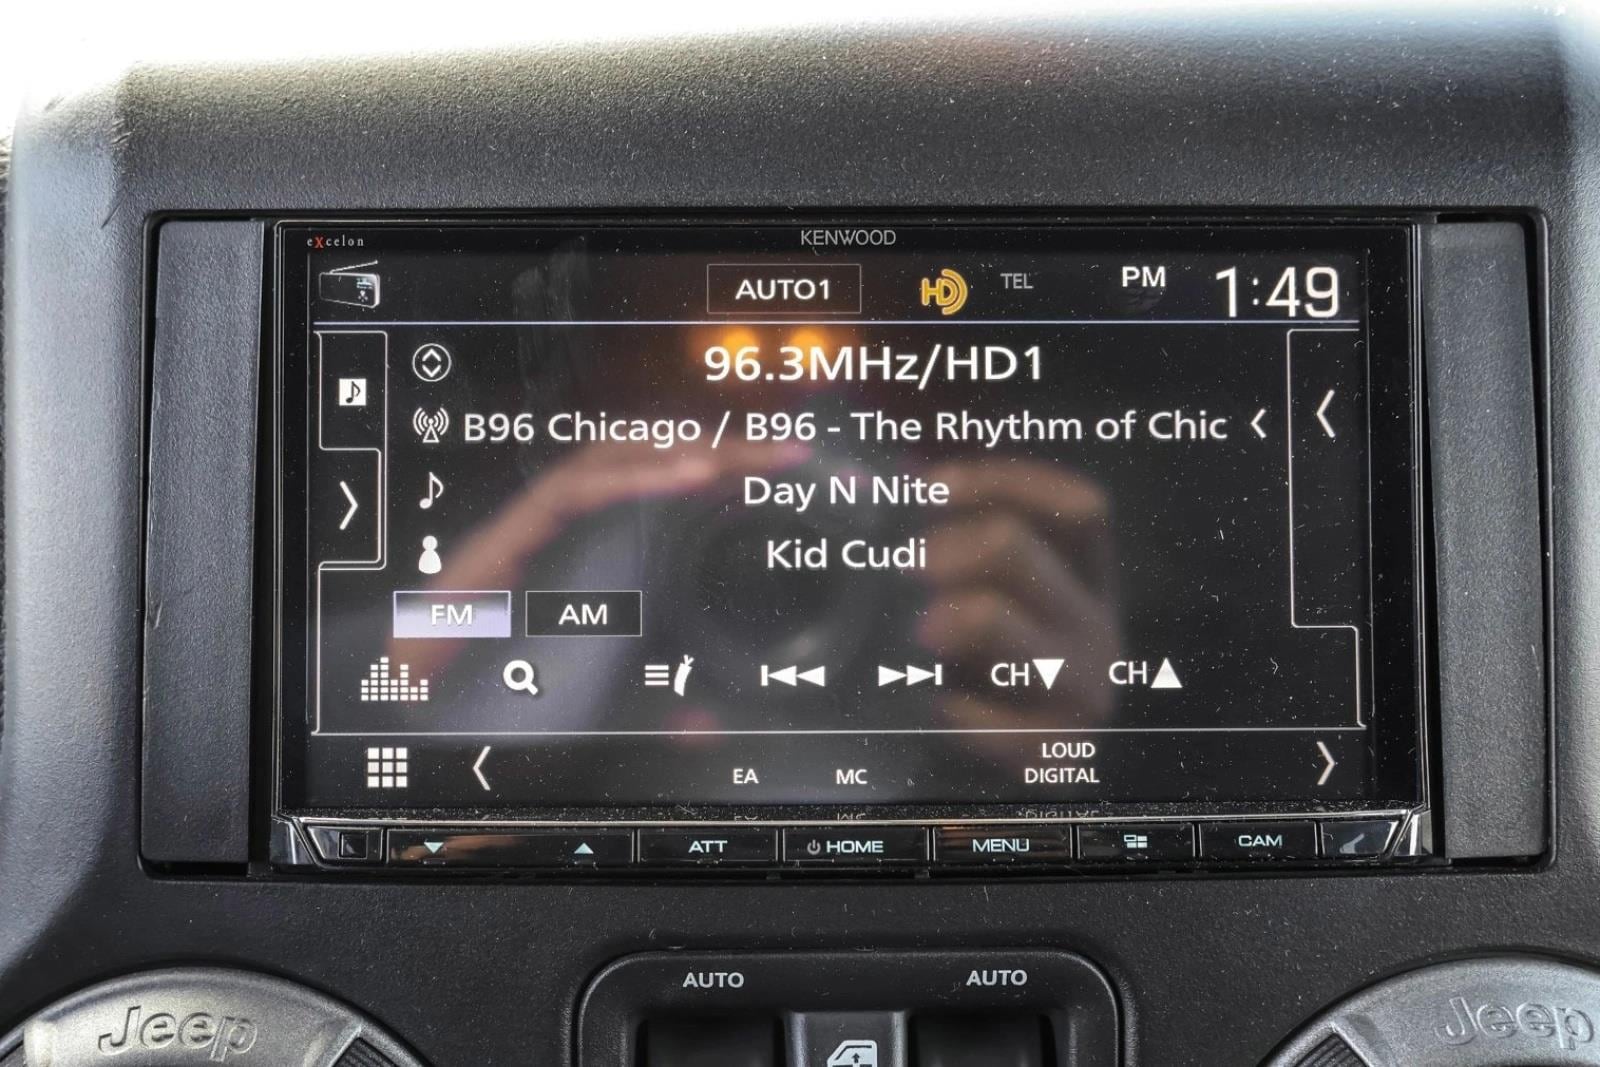 eXcelon
KENWOOD
AUTO1 HD TEL PM 1:49
96.3MHz/HD1
B96 Chicago / B96 - The Rhythm of Chic
Day N Nite
Kid Cudi
FM AM
CH▼ CH▲
EA MC LOUD
DIGITAL
ATT HOME MENU CAM
AUTO AUTO
Jeep Jeep